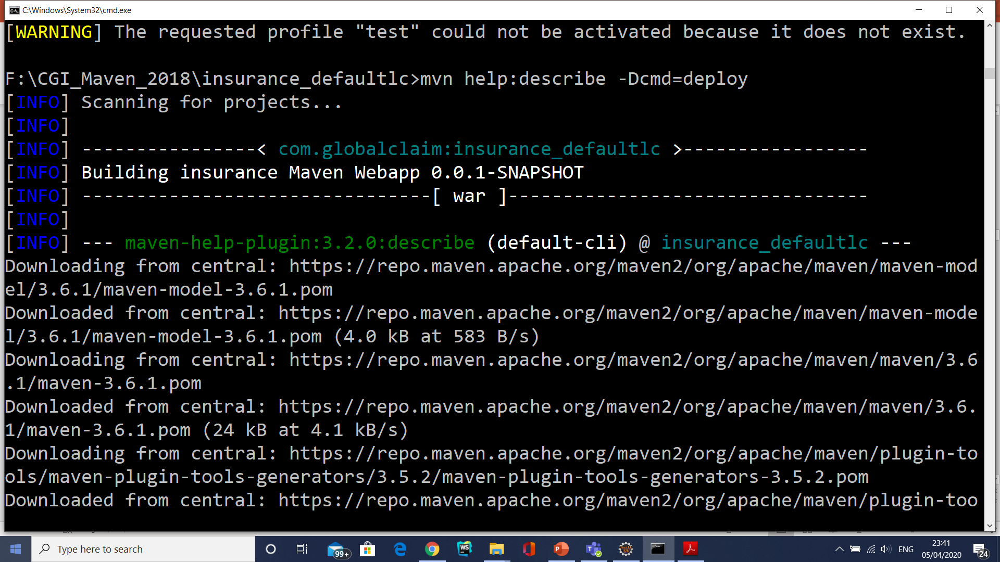 C:\Windows\System32\cmd.exe
[WARNING] The requested profile "test" could not be activated because it does not exist.
F:\CGI_Maven_2018\insurance_defaultlc>mvn help:describe -Dcmd=deploy
[INFO] Scanning for projects...
[INFO]
[INFO] ----------------< com.globalclaim:insurance_defaultlc >-----------------
[INFO] Building insurance Maven Webapp 0.0.1-SNAPSHOT
[INFO] --------------------------------[ war ]---------------------------------
[INFO]
[INFO] --- maven-help-plugin:3.2.0:describe (default-cli) @ insurance_defaultlc ---
Downloading from central: https://repo.maven.apache.org/maven2/org/apache/maven/maven-mod
el/3.6.1/maven-model-3.6.1.pom
Downloaded from central: https://repo.maven.apache.org/maven2/org/apache/maven/maven-mode
l/3.6.1/maven-model-3.6.1.pom (4.0 kB at 583 B/s)
Downloading from central: https://repo.maven.apache.org/maven2/org/apache/maven/maven/3.6
.1/maven-3.6.1.pom
Downloaded from central: https://repo.maven.apache.org/maven2/org/apache/maven/maven/3.6.
1/maven-3.6.1.pom (24 kB at 4.1 kB/s)
Downloading from central: https://repo.maven.apache.org/maven2/org/apache/maven/plugin-to
ols/maven-plugin-tools-generators/3.5.2/maven-plugin-tools-generators-3.5.2.pom
Downloaded from central: https://repo.maven.apache.org/maven2/org/apache/maven/plugin-too
Type here to search
99+
WS
P
ENG
23:41
05/04/2020
24